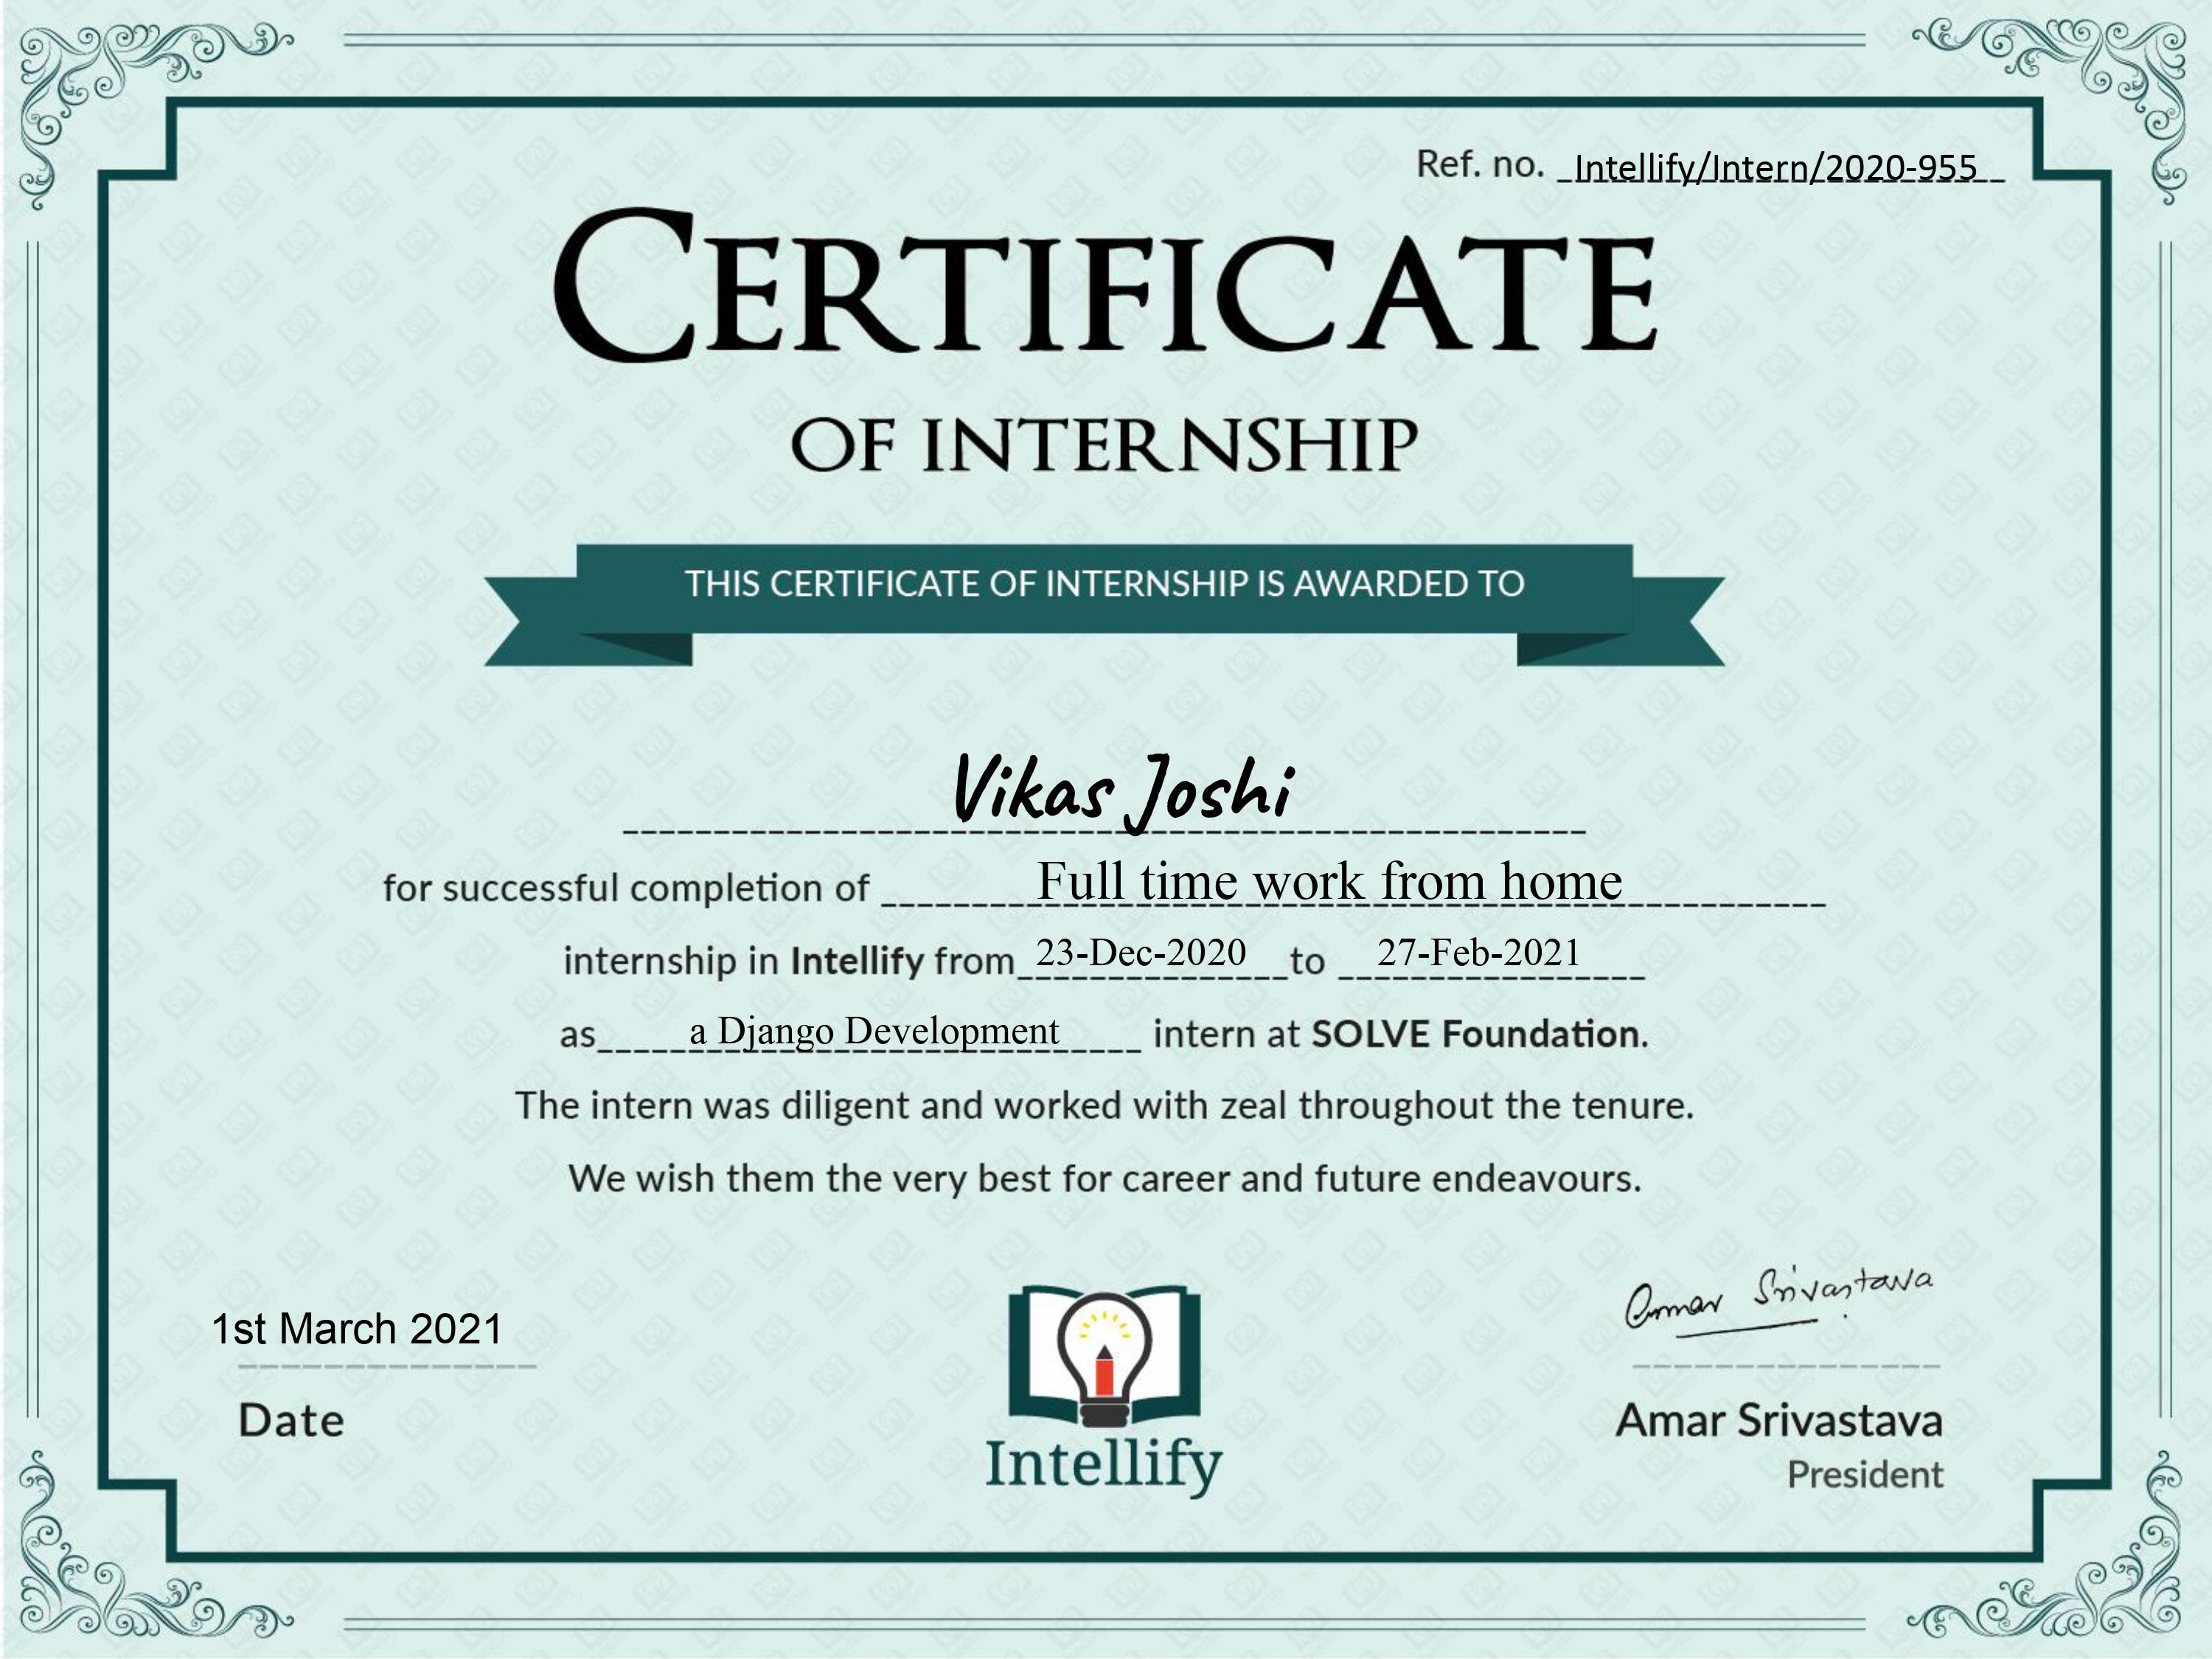 Ref. no. Intellify/Intern/2020-955
CERTIFICATE
OF INTERNSHIP
THIS CERTIFICATE OF INTERNSHIP IS AWARDED TO
Vikas Joshi
for successful completion of Full time work from home
internship in Intellify from 23-Dec-2020 to 27-Feb-2021
as a Django Development intern at SOLVE Foundation.
The intern was diligent and worked with zeal throughout the tenure.
We wish them the very best for career and future endeavours.
1st March 2021
Date
Intellify
Amar Srivastava
Amar Srivastava
President